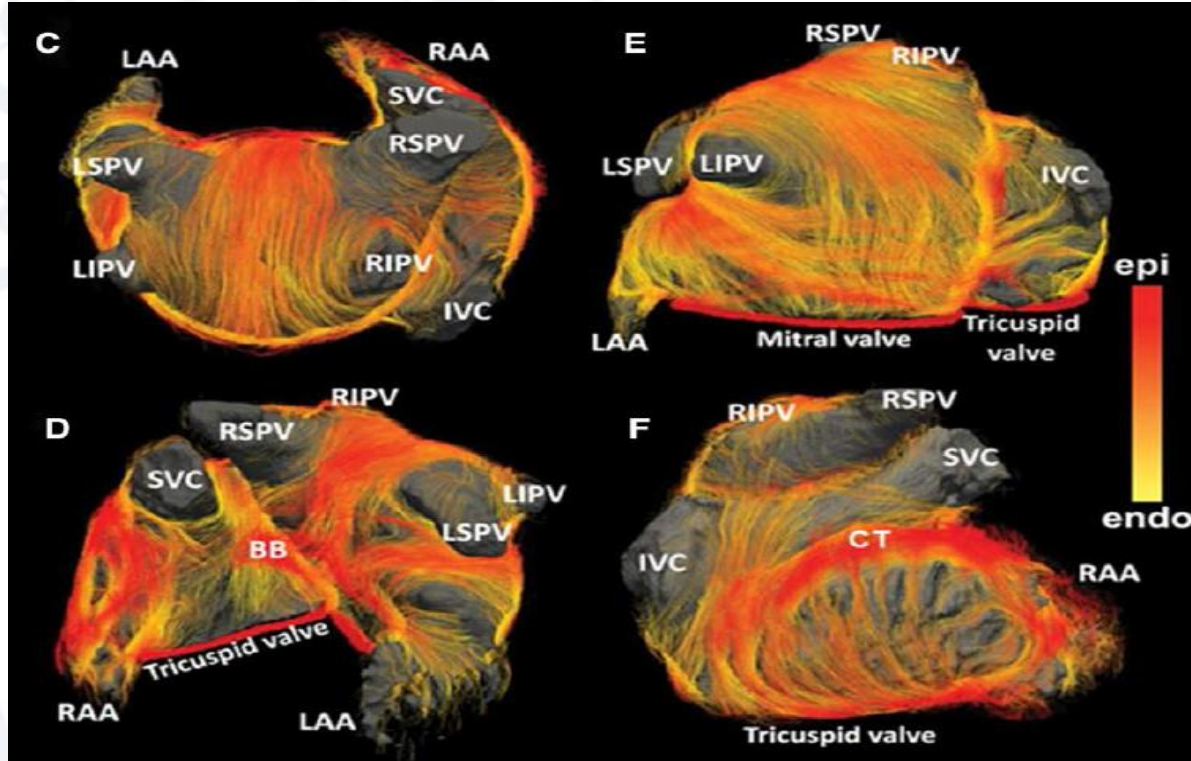 C
LAA
RAA
SVC
RSPV
LSPV
LIPV
RIPV
IVC
E
RSPV
RIPV
LSPV
LIPV
IVC
LAA
Mitral valve
Tricuspid
valve
epi
endo
D
RIPV
RSPV
SVC
LIPV
LSPV
BB
Tricuspid valve
RAA
LAA
F
RIPV
RSPV
SVC
IVC
CT
RAA
Tricuspid valve